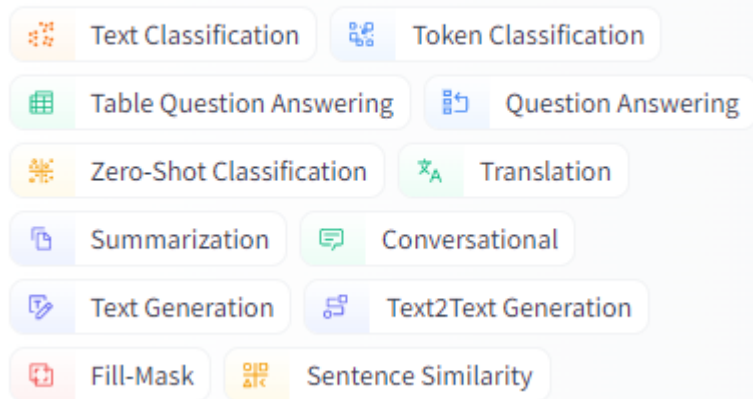 Text Classification Token Classification
Table Question Answering Question Answering
Zero-Shot Classification Translation
Summarization Conversational
Text Generation Text2Text Generation
Fill-Mask Sentence Similarity